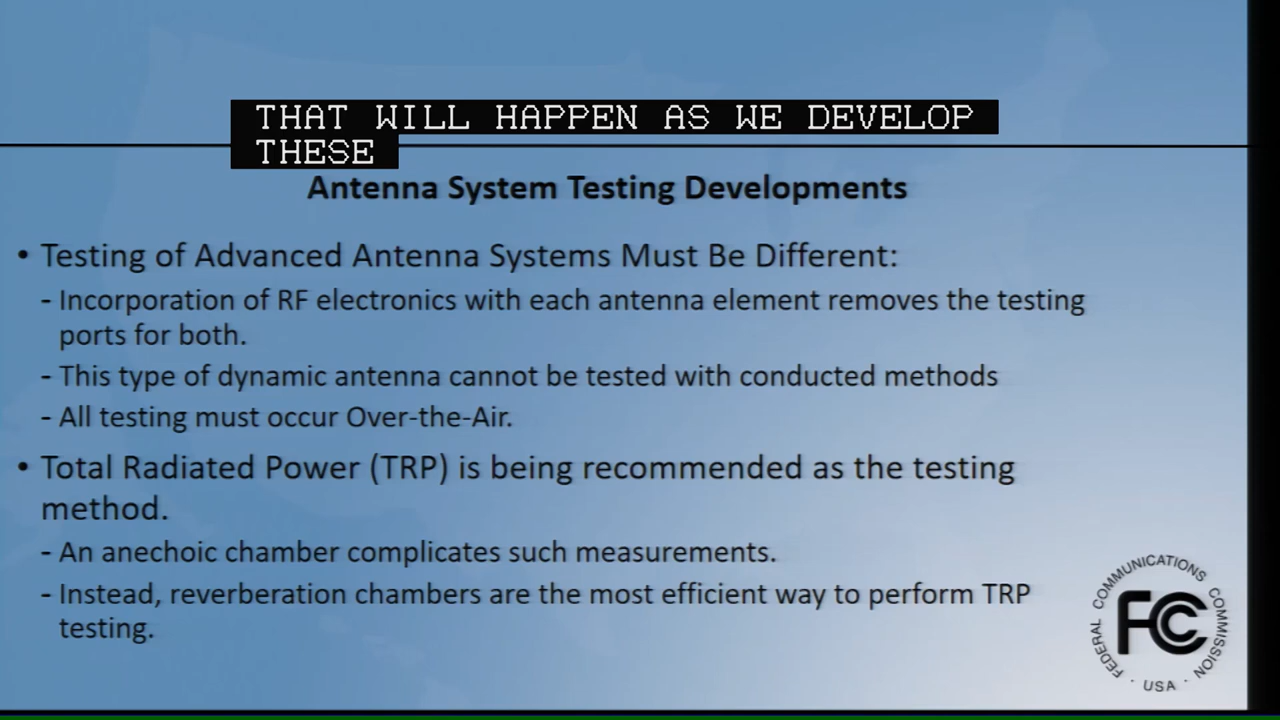 THAT WILL HAPPEN AS WE DEVELOP
THESE
Antenna System Testing Developments
• Testing of Advanced Antenna Systems Must Be Different:
- Incorporation of RF electronics with each antenna element removes the testing
ports for both.
- This type of dynamic antenna cannot be tested with conducted methods
- All testing must occur Over-the-Air.
• Total Radiated Power (TRP) is being recommended as the testing
method.
- An anechoic chamber complicates such measurements.
- Instead, reverberation chambers are the most efficient way to perform TRP
testing.
FEDERAL COMMUNICATIONS COMMISSION
FCC
· USA ·